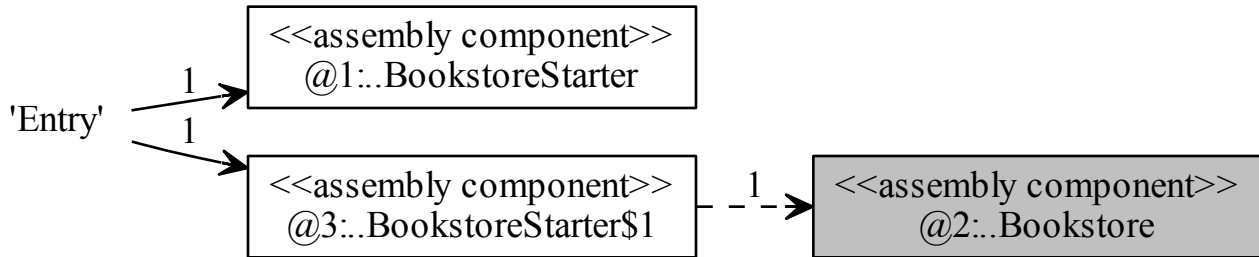 <<assembly component>>
@1:..BookstoreStarter
1
'Entry'
1
<<assembly component>>
@3:..BookstoreStarter$1
1
<<assembly component>>
@2:..Bookstore